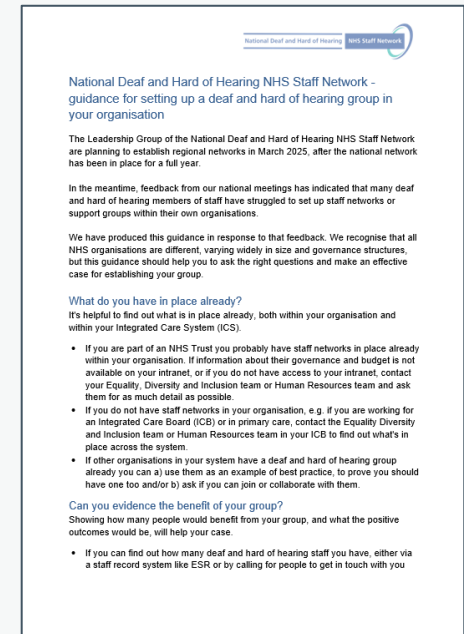 National Deaf and Hard of Hearing NHS Staff Network
National Deaf and Hard of Hearing NHS Staff Network -
guidance for setting up a deaf and hard of hearing group in
your organisation
The Leadership Group of the National Deaf and Hard of Hearing NHS Staff Network
are planning to establish regional networks in March 2025, after the national network
has been in place for a full year.
In the meantime, feedback from our national meetings has indicated that many deaf
and hard of hearing members of staff have struggled to set up staff networks or
support groups within their own organisations.
We have produced this guidance in response to that feedback. We recognise that all
NHS organisations are different, varying widely in size and governance structures,
but this guidance should help you to ask the right questions and make an effective
case for establishing your group.
What do you have in place already?
It's helpful to find out what is in place already, both within your organisation and
within your Integrated Care System (ICS).
• If you are part of an NHS Trust you probably have staff networks in place already
within your organisation. If information about their governance and budget is not
available on your intranet, or if you do not have access to your intranet, contact
your Equality, Diversity and Inclusion team or Human Resources team and ask
them for as much detail as possible.
• If you do not have staff networks in your organisation, e.g. if you are working for
an Integrated Care Board (ICB) or in primary care, contact the Equality Diversity
and Inclusion team or Human Resources team in your ICB to find out what's in
place across the system.
• If other organisations in your system have a deaf and hard of hearing group
already you can a) use them as an example of best practice, to prove you should
have one too and/or b) ask if you can join or collaborate with them.
Can you evidence the benefit of your group?
Showing how many people would benefit from your group, and what the positive
outcomes would be, will help your case.
• If you can find out how many deaf and hard of hearing staff you have, either via
a staff record system like ESR or by calling for people to get in touch with you